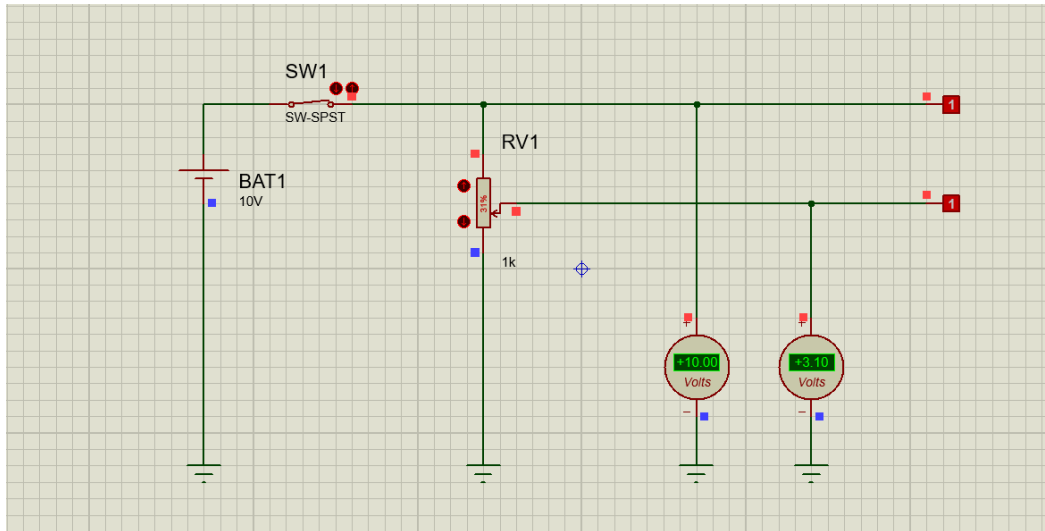 SW1
SW-SPST
1
RV1
BAT1
10V
31%
1
1k
+
+
+10.00
+3.10
Volts
Volts
−
−